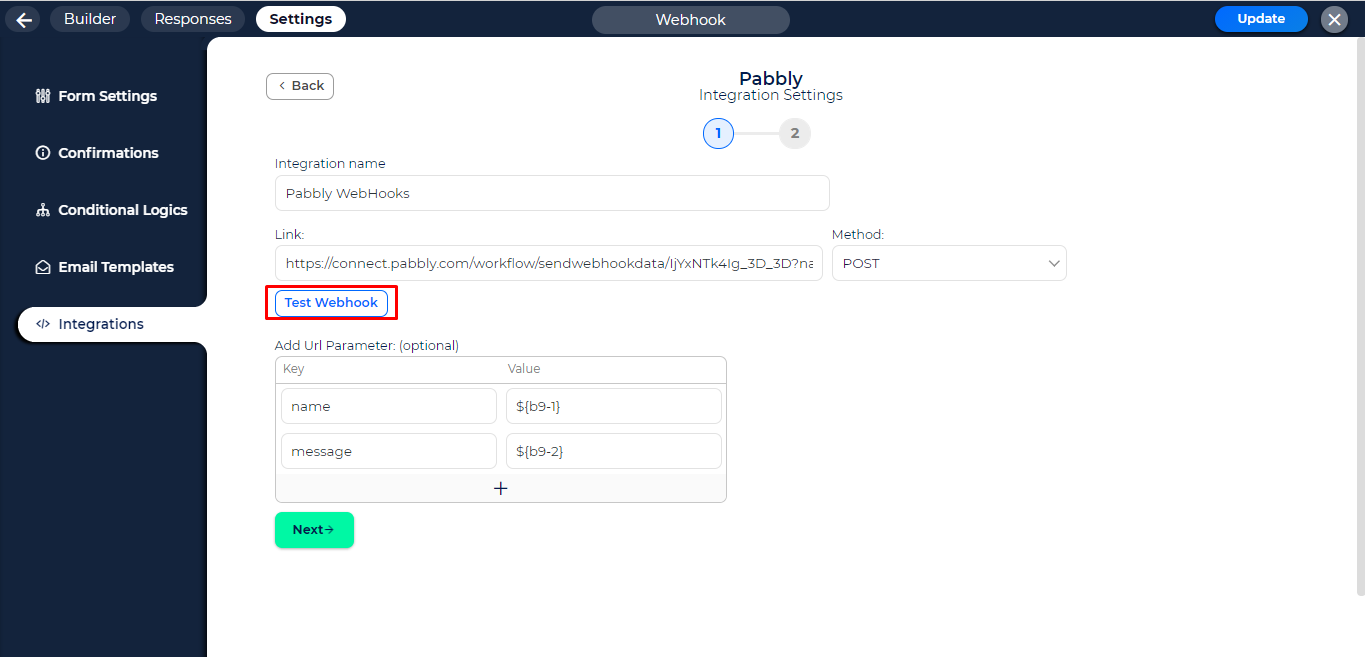 Builder Responses Settings Webhook Update
Form Settings
Confirmations
Conditional Logics
Email Templates
Integrations
Back
Pabbly
Integration Settings
1 2
Integration name
Pabbly WebHooks
Link: Method:
https://connect.pabbly.com/workflow/sendwebhookdata/IjYxNTk4Ig_3D_3D?na POST
Test Webhook
Add Url Parameter: (optional)
Key Value
name ${b9-1}
message ${b9-2}
Next→